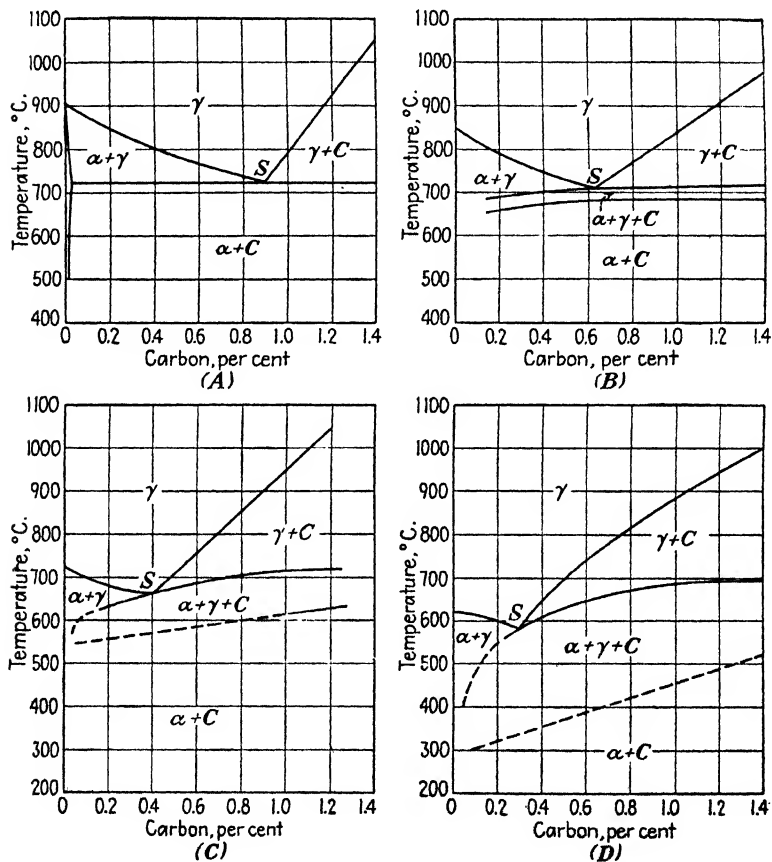 1100
1000
900
800
700
600
500
400
Temperature, °C.
γ
α+γ
S
γ+C
α+C
0 0.2 0.4 0.6 0.8 1.0 1.2 1.4
Carbon, per cent
(A)
1100
1000
900
800
700
600
500
400
Temperature, °C.
γ
α+γ
S
γ+C
α+γ+C
α+C
0 0.2 0.4 0.6 0.8 1.0 1.2 1.4
Carbon, per cent
(B)
1100
1000
900
800
700
600
500
400
300
200
Temperature, °C.
γ
γ+C
S
α+γ
α+γ+C
α+C
0 0.2 0.4 0.6 0.8 1.0 1.2 1.4
Carbon, per cent
(C)
1100
1000
900
800
700
600
500
400
300
200
Temperature, °C.
γ
γ+C
S
α+γ
α+γ+C
α+C
0 0.2 0.4 0.6 0.8 1.0 1.2 1.4
Carbon, per cent
(D)